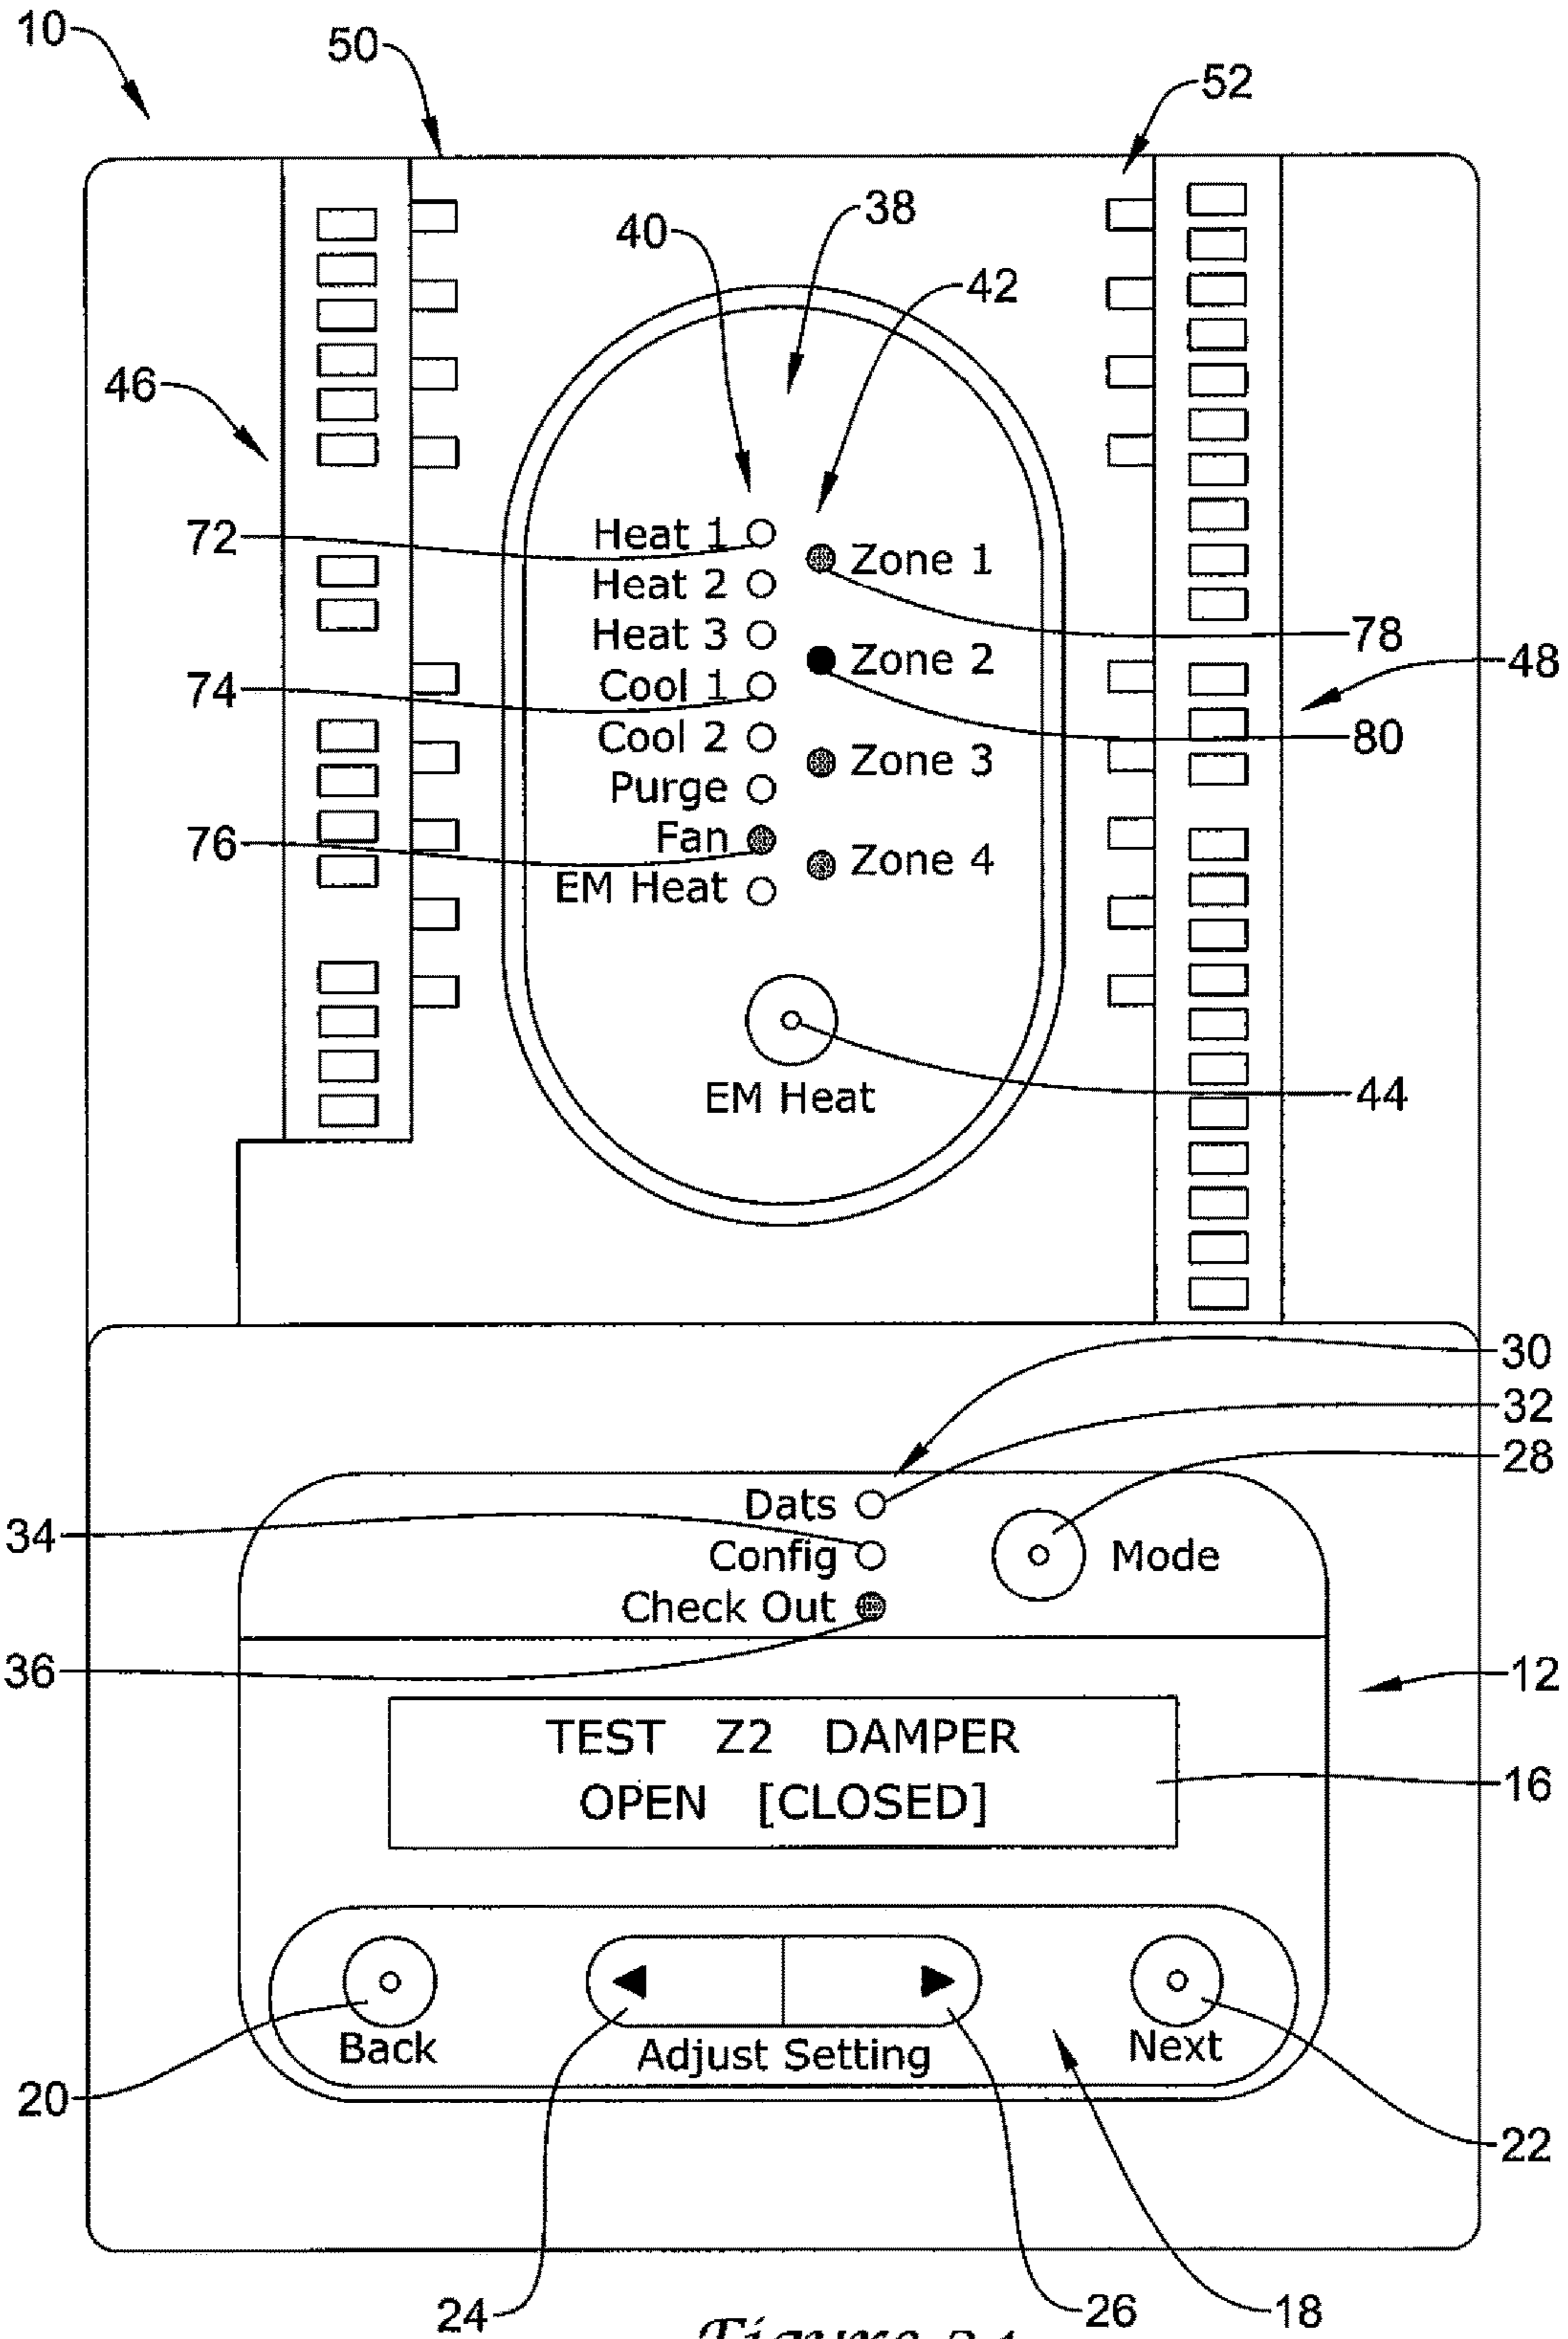 10
50
52
38
40
42
46
72
Heat 1
Zone 1
Heat 2
78
Heat 3
Zone 2
48
74
Cool 1
Cool 2
80
Zone 3
Purge
76
Fan
Zone 4
EM Heat
44
EM Heat
30
32
28
Dats
34
Config
Mode
Check Out
36
12
TEST Z2 DAMPER
16
OPEN [CLOSED]
Back
Adjust Setting
Next
20
22
24
26
18